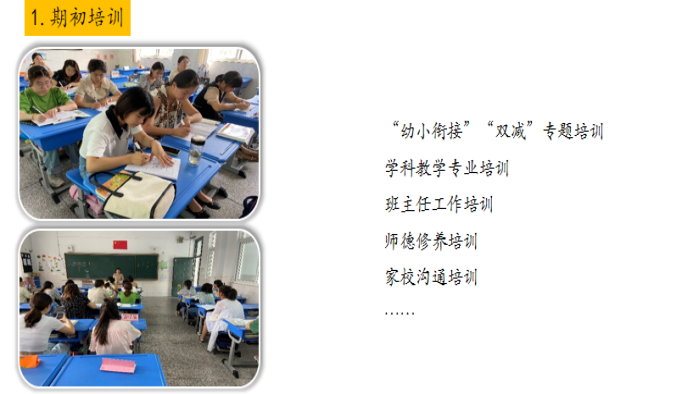 1.期初培训
“幼小衔接”“双减”专题培训
学科教学专业培训
班主任工作培训
师德修养培训
家校沟通培训
……